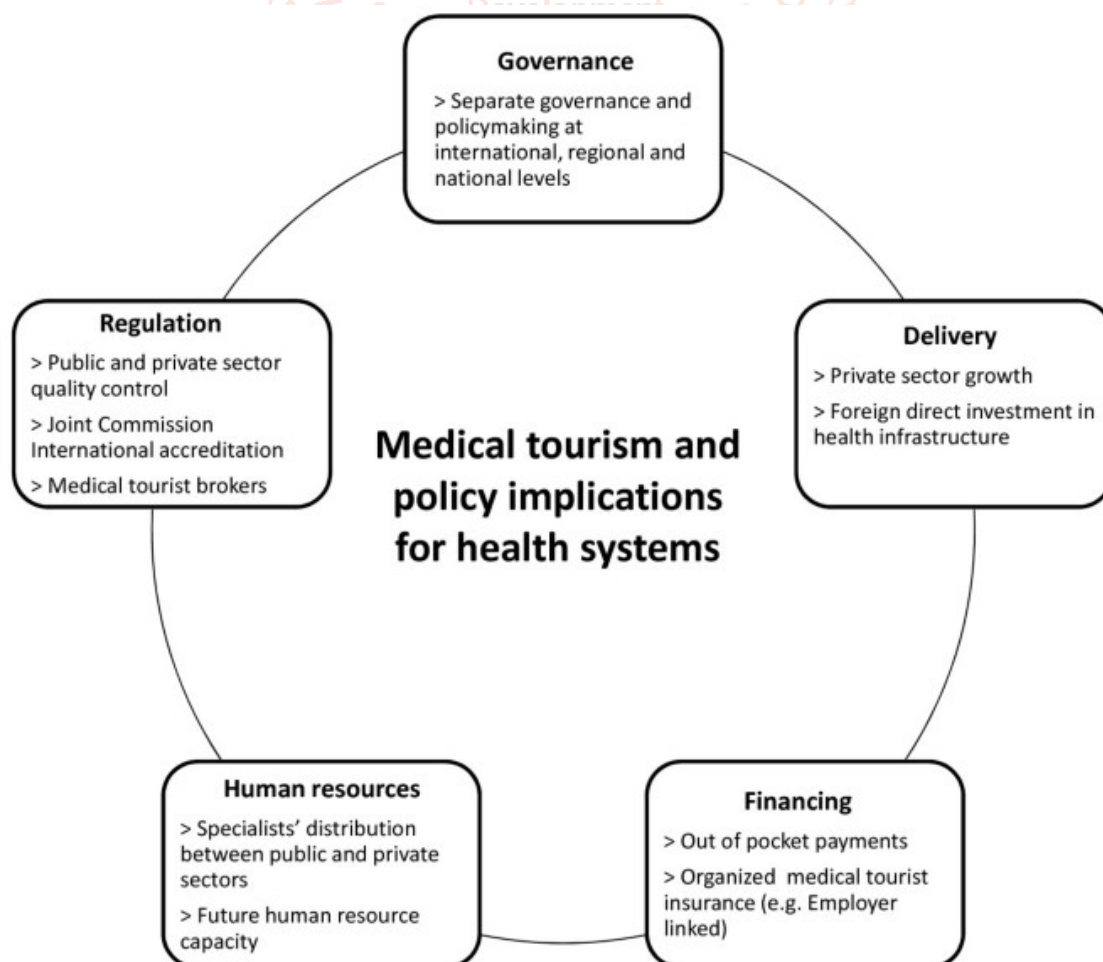 Governance
> Separate governance and
policymaking at
international, regional and
national levels
Regulation
> Public and private sector
quality control
> Joint Commission
International accreditation
> Medical tourist brokers
Delivery
> Private sector growth
> Foreign direct investment in
health infrastructure
Medical tourism and
policy implications
for health systems
Human resources
> Specialists' distribution
between public and private
sectors
> Future human resource
capacity
Financing
> Out of pocket payments
> Organized medical tourist
insurance (e.g. Employer
linked)